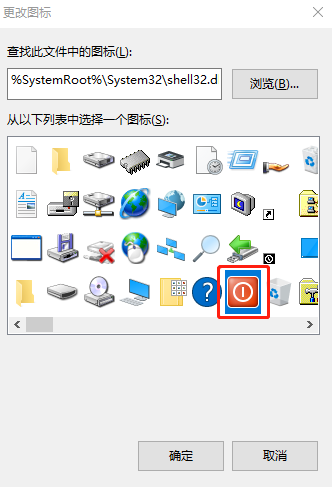 更改图标
查找此文件中的图标(L):
%SystemRoot%\System32\shell32.d
浏览(B)...
从以下列表中选择一个图标(S):
确定
取消